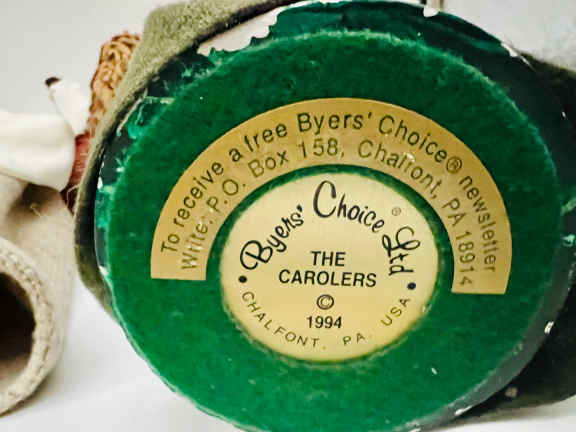 To receive a free Byers' Choice® newsletter
Write: P.O. Box 158, Chalfont, PA 18914
Byers' Choice Ltd ®
THE
CAROLERS
©
1994
CHALFONT, PA. USA